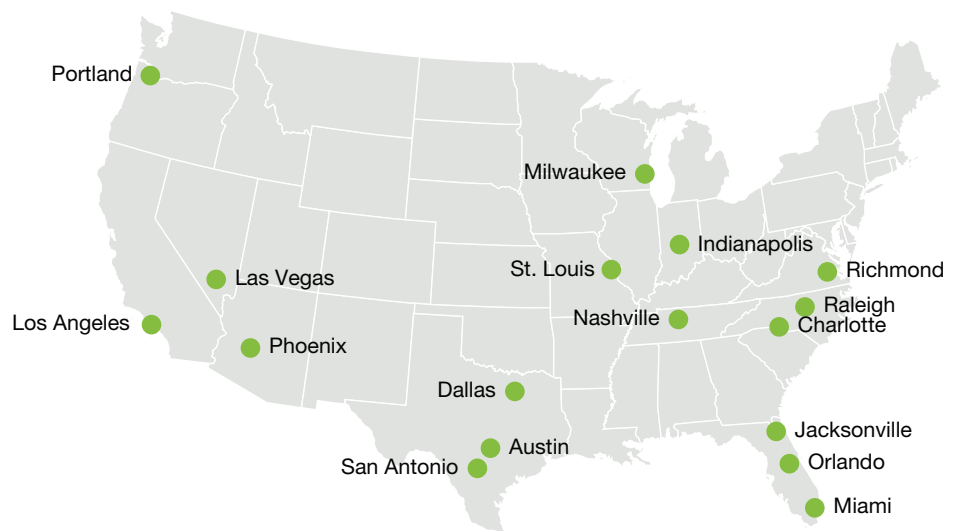 Portland
Milwaukee
Indianapolis
St. Louis
Richmond
Las Vegas
Raleigh
Nashville
Los Angeles
Charlotte
Phoenix
Dallas
Jacksonville
Austin
Orlando
San Antonio
Miami